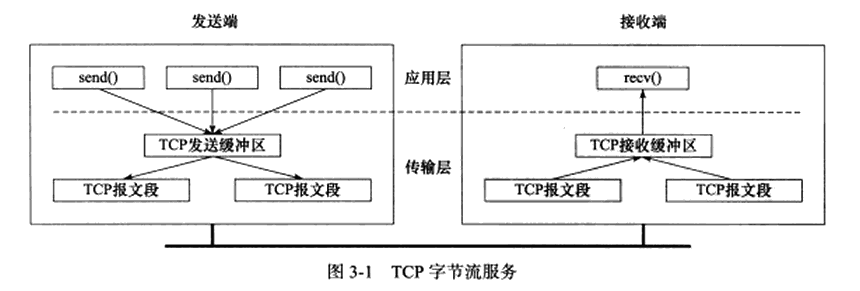 发送端 接收端
send() send() send() 应用层 recv()
TCP发送缓冲区 TCP接收缓冲区
传输层
TCP报文段 TCP报文段 TCP报文段 TCP报文段
图 3-1 TCP 字节流服务